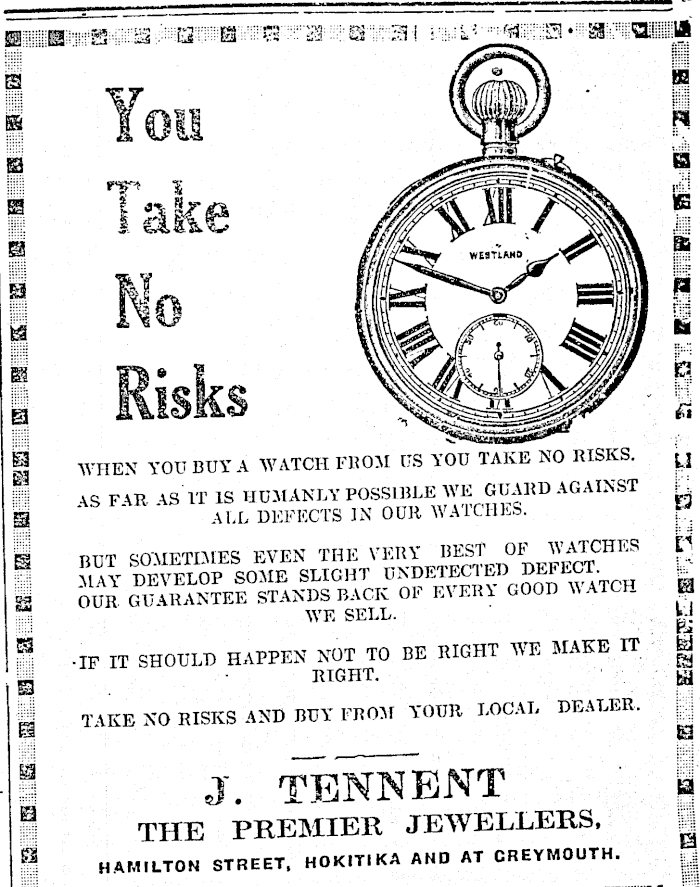 You
Take
No
Risks
WESTLAND
WHEN YOU BUY A WATCH FROM US YOU TAKE NO RISKS.
AS FAR AS IT IS HUMANLY POSSIBLE WE GUARD AGAINST
ALL DEFECTS IN OUR WATCHES.
BUT SOMETIMES EVEN THE VERY BEST OF WATCHES
MAY DEVELOP SOME SLIGHT UNDETECTED DEFECT.
OUR GUARANTEE STANDS BACK OF EVERY GOOD WATCH
WE SELL.
IF IT SHOULD HAPPEN NOT TO BE RIGHT WE MAKE IT
RIGHT.
TAKE NO RISKS AND BUY FROM YOUR LOCAL DEALER.
J. TENNENT
THE PREMIER JEWELLERS,
HAMILTON STREET, HOKITIKA AND AT GREYMOUTH.